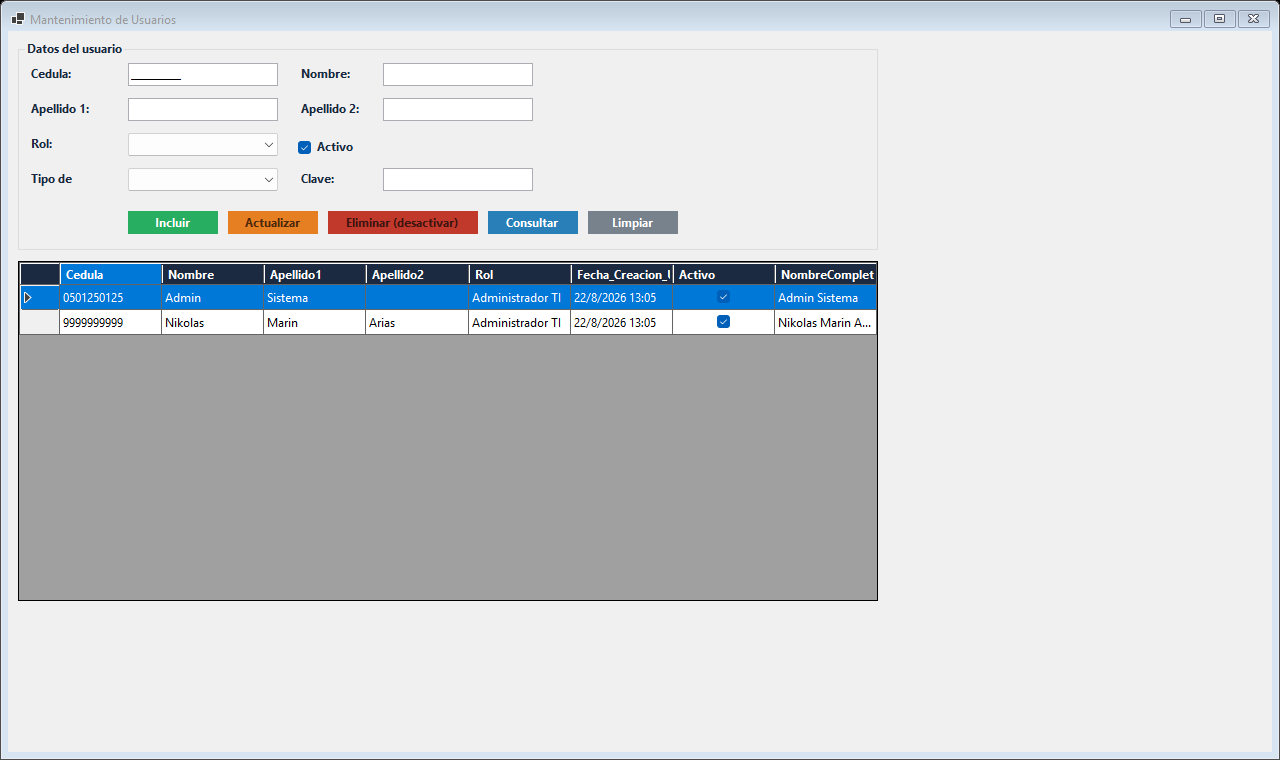 Mantenimiento de Usuarios
Datos del usuario
Cedula: __________ Nombre:
Apellido 1: Apellido 2:
Rol: Activo
Tipo de Clave:
Incluir Actualizar Eliminar (desactivar) Consultar Limpiar
Cedula Nombre Apellido1 Apellido2 Rol Fecha_Creacion_U Activo NombreComplet
0501250125 Admin Sistema Administrador TI 22/8/2026 13:05 Admin Sistema
9999999999 Nikolas Marin Arias Administrador TI 22/8/2026 13:05 Nikolas Marin A...